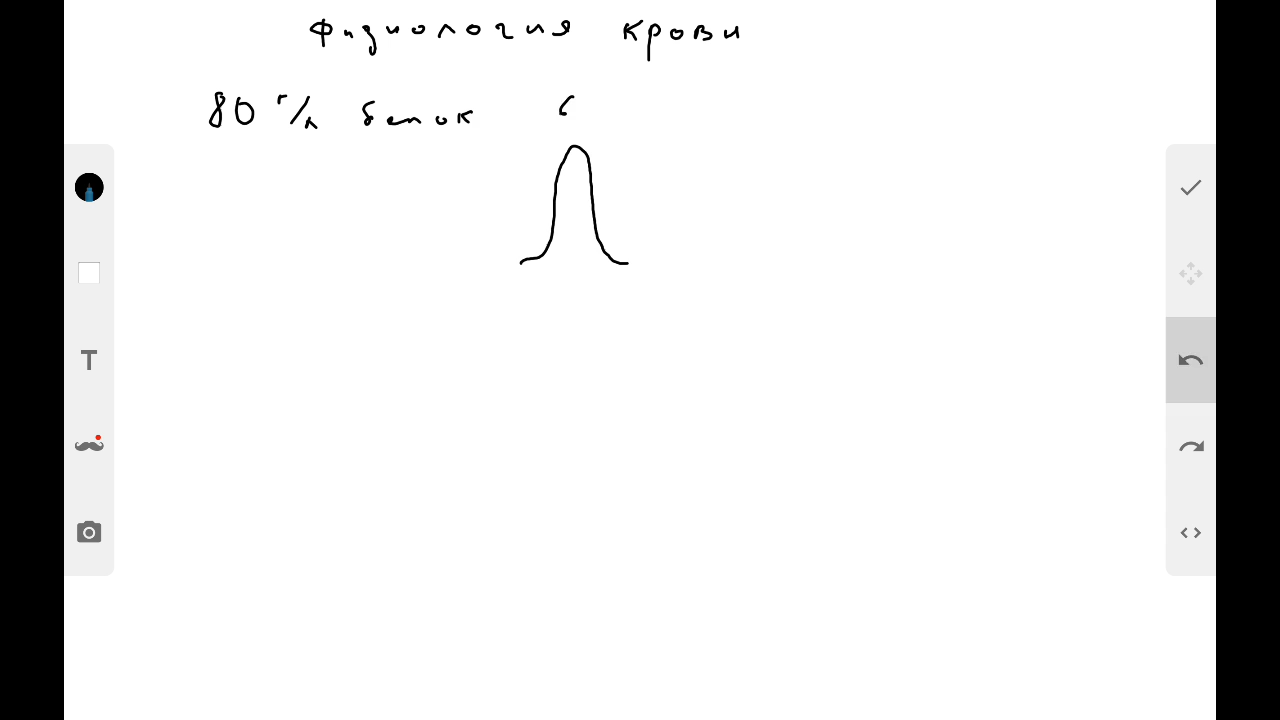 Физиология крови
80 г/л белок
T